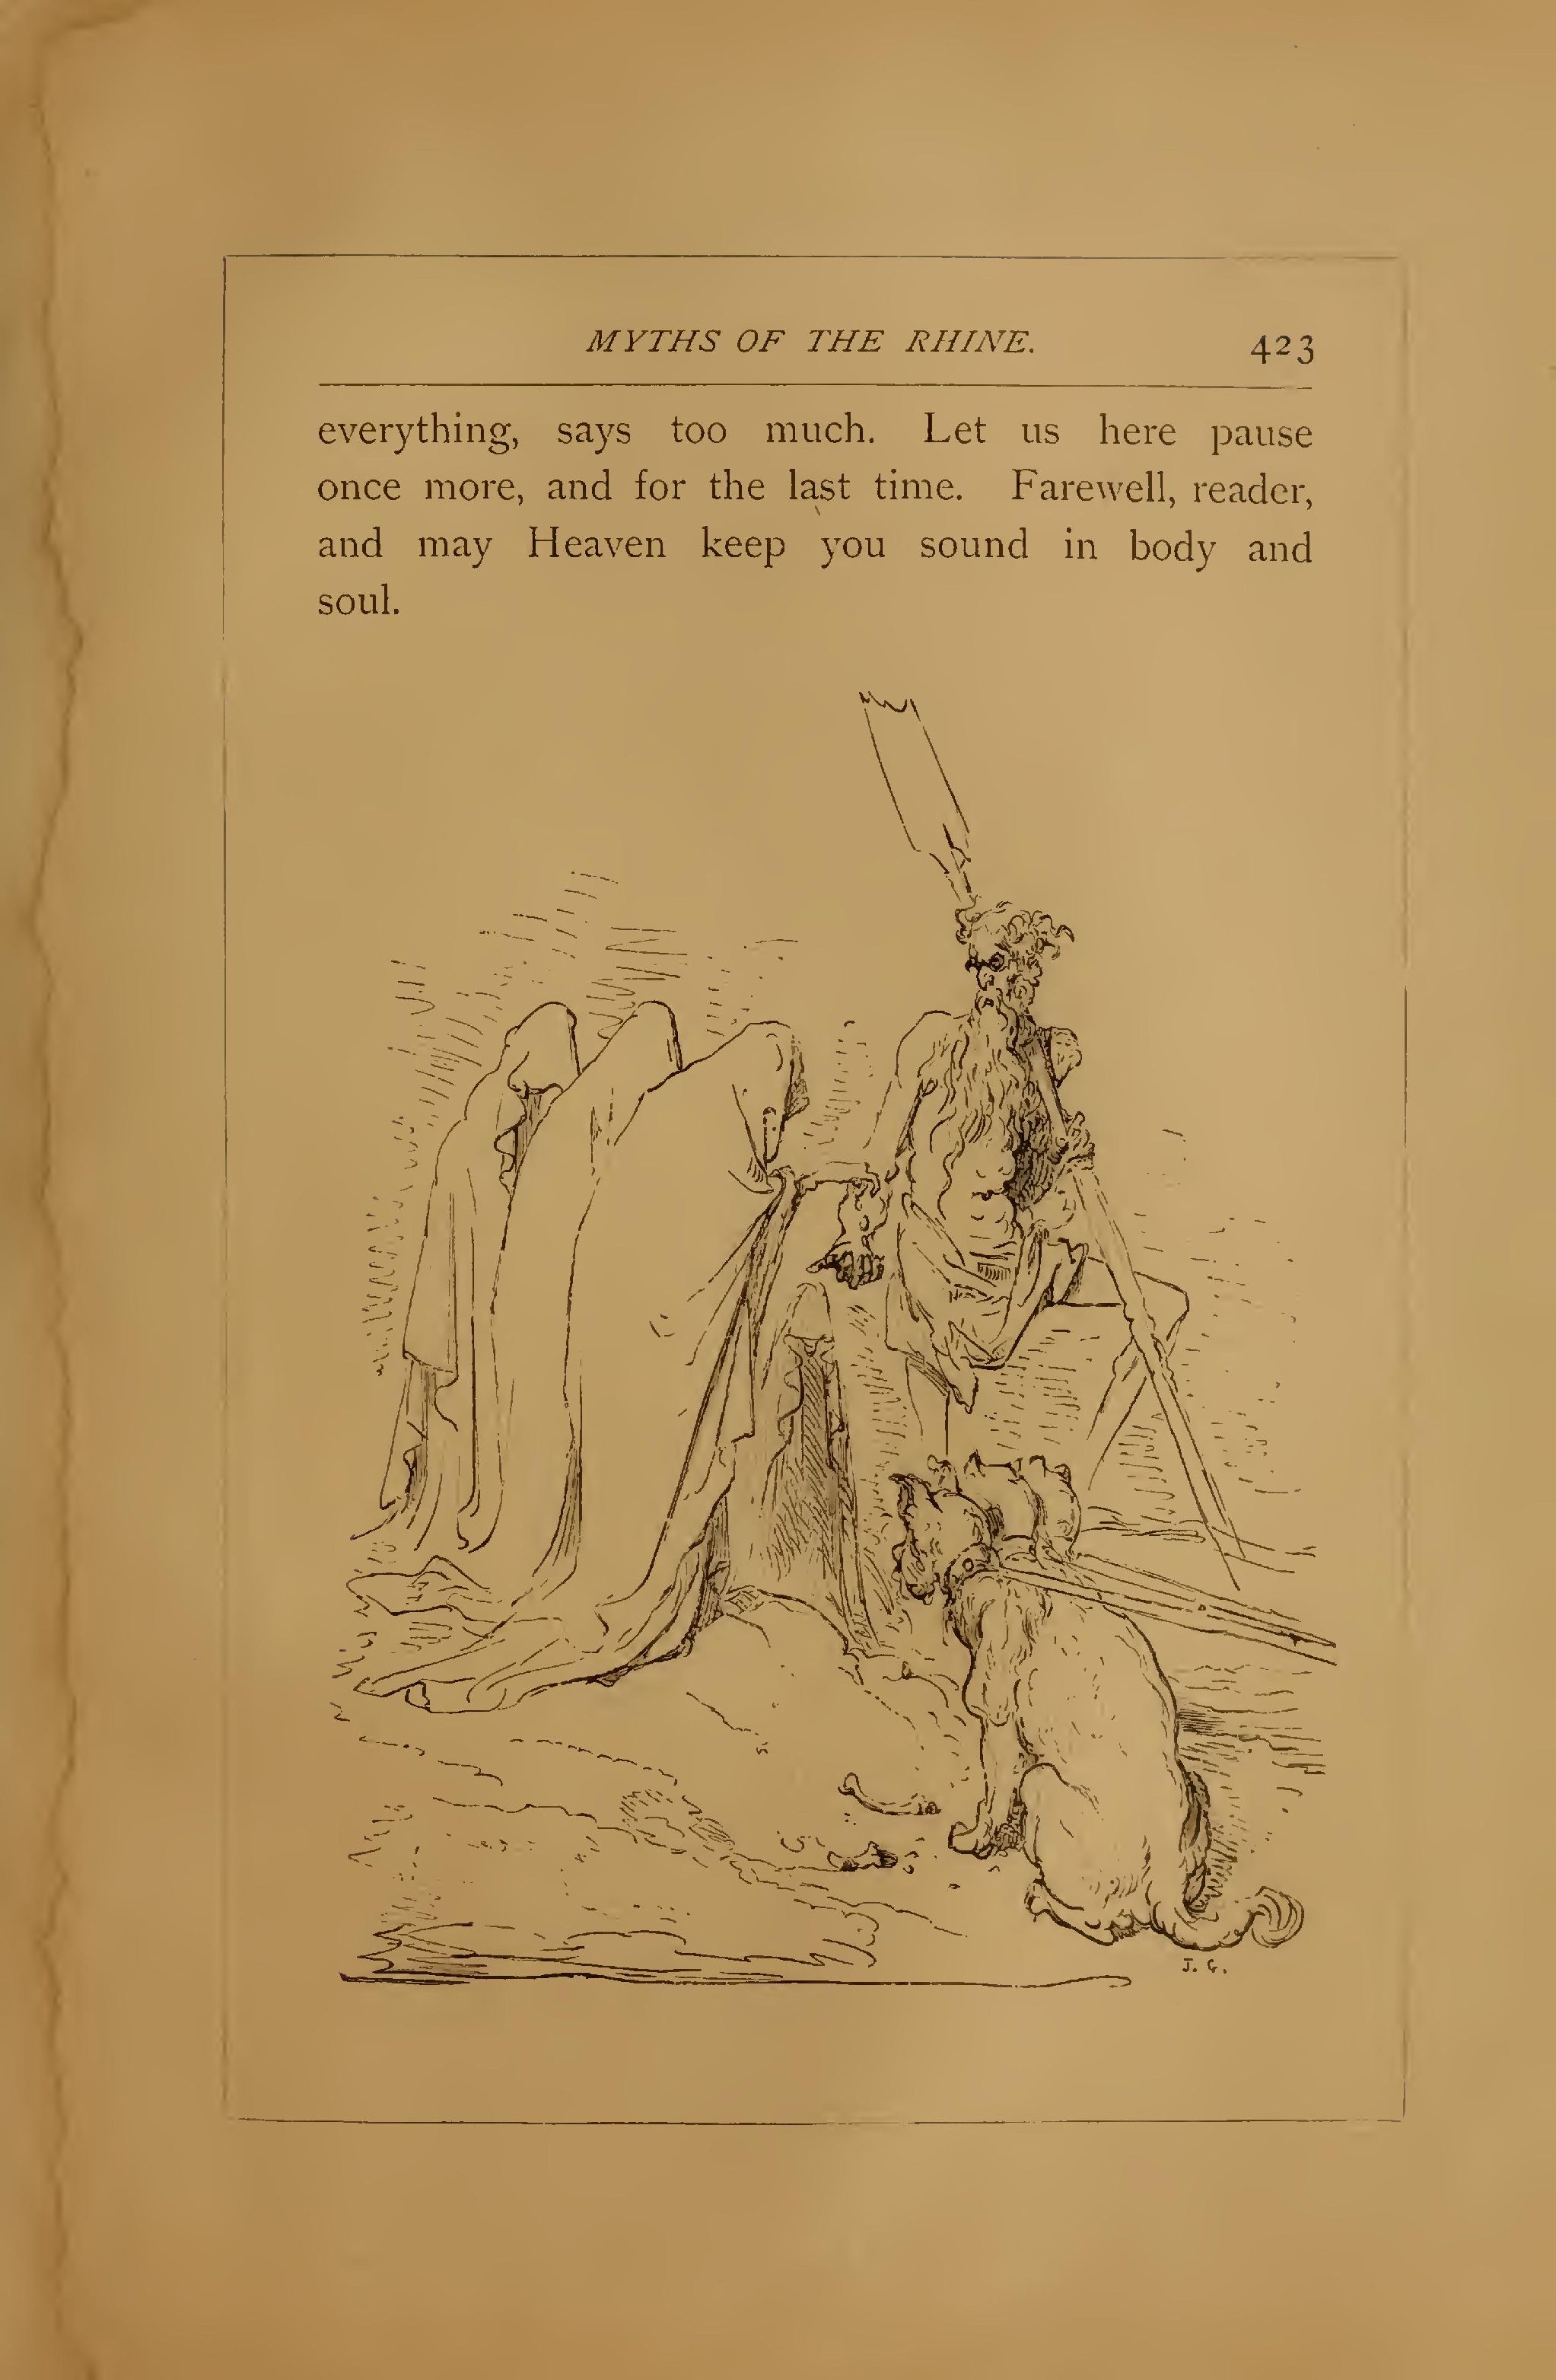 MYTHS OF THE RHINE. 423
everything, says too much. Let us here pause
once more, and for the last time. Farewell, reader,
and may Heaven keep you sound in body and
soul.
J. G.